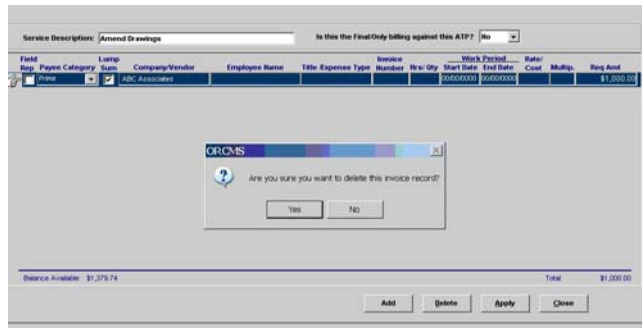 Service Description: Amend Drawings Is this the Final/Only billing against this ATP? No
Field Lump Invoice Work Period Rate/
Rep Payee Category Sum Company/Vendor Employee Name Title /Expense Type Number Hrs/ Qty Start Date End Date Cost Multip. Req Amt
Prime ABC Associates 00/00/0000 00/00/0000 $1,000.00
ORCMS
Are you sure you want to delete this invoice record?
Yes No
Balance Available: $1,379.74 Total: $1,000.00
Add Delete Apply Close